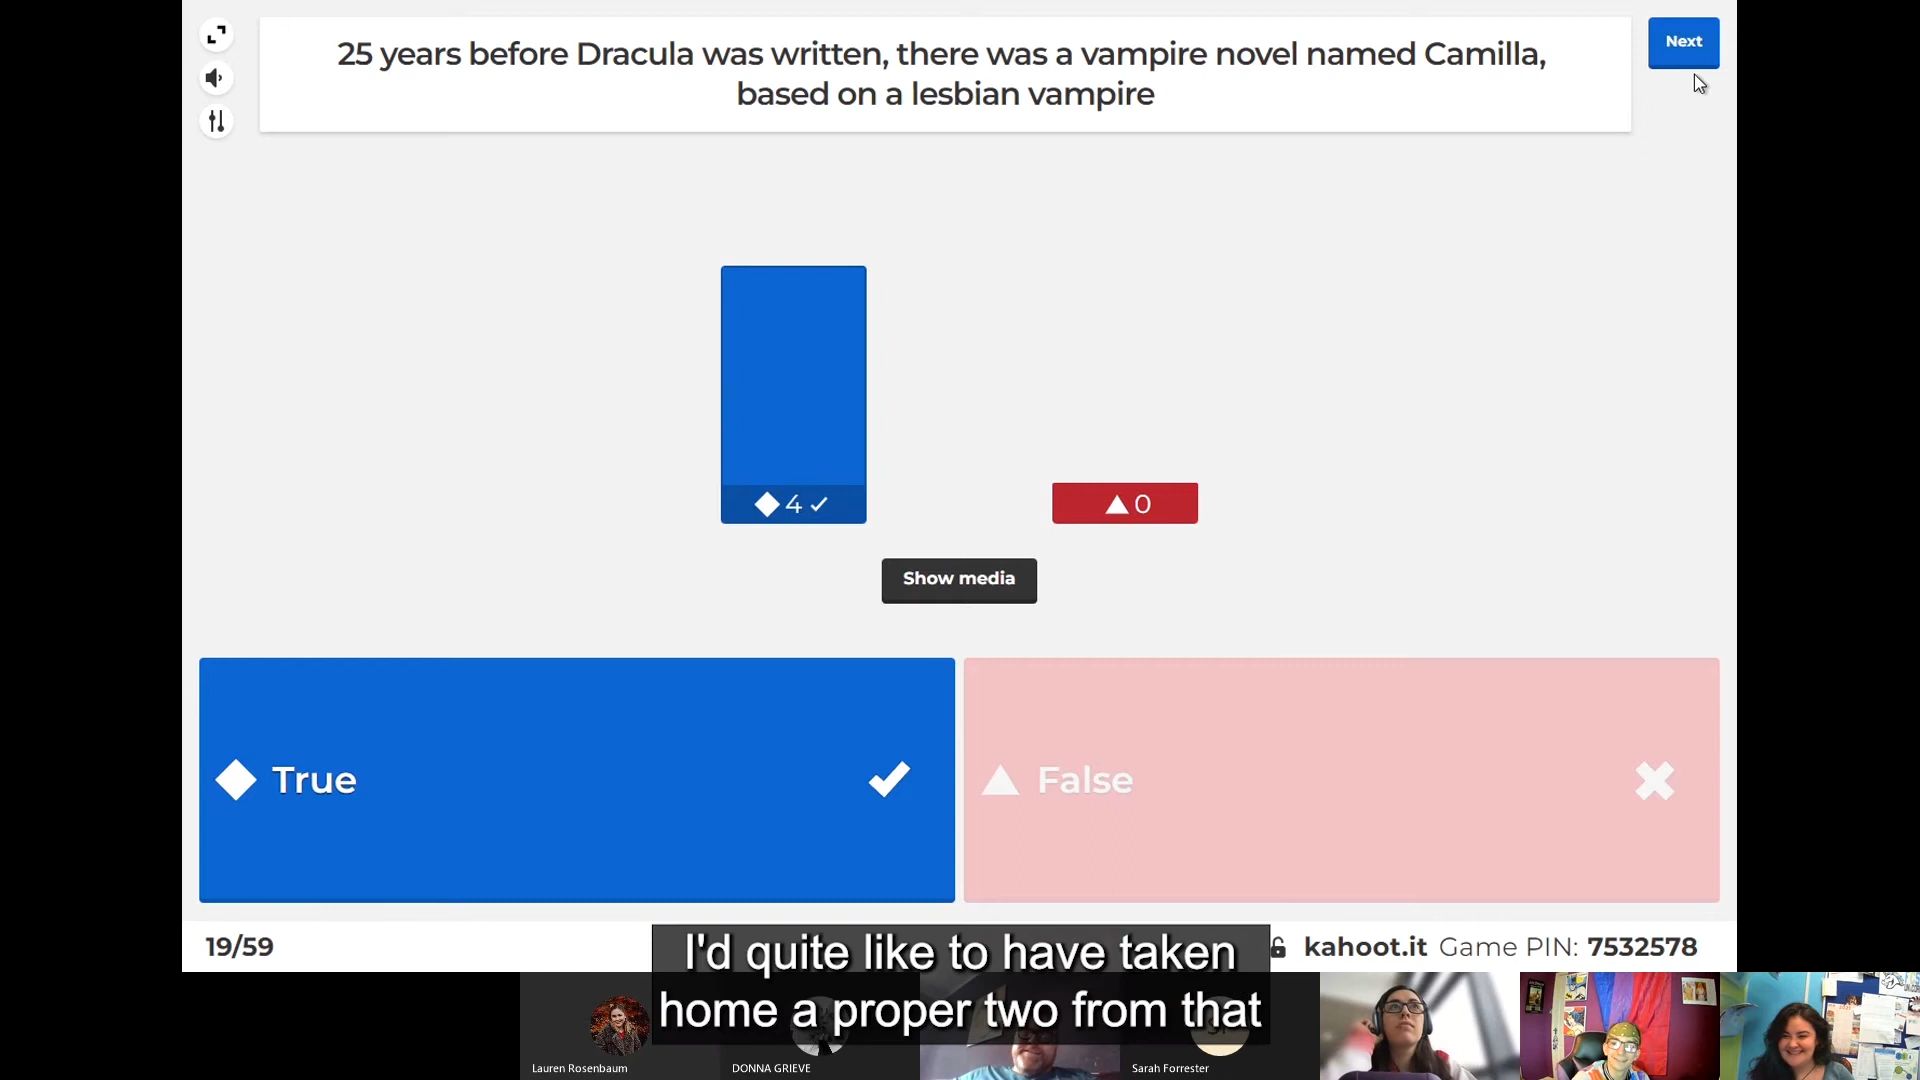 25 years before Dracula was written, there was a vampire novel named Camilla,
based on a lesbian vampire
Next
4
0
Show media
True
False
19/59
kahoot.it Game PIN: 7532578
I'd quite like to have taken
home a proper two from that
Lauren Rosenbaum
DONNA GRIEVE
Sarah Forrester